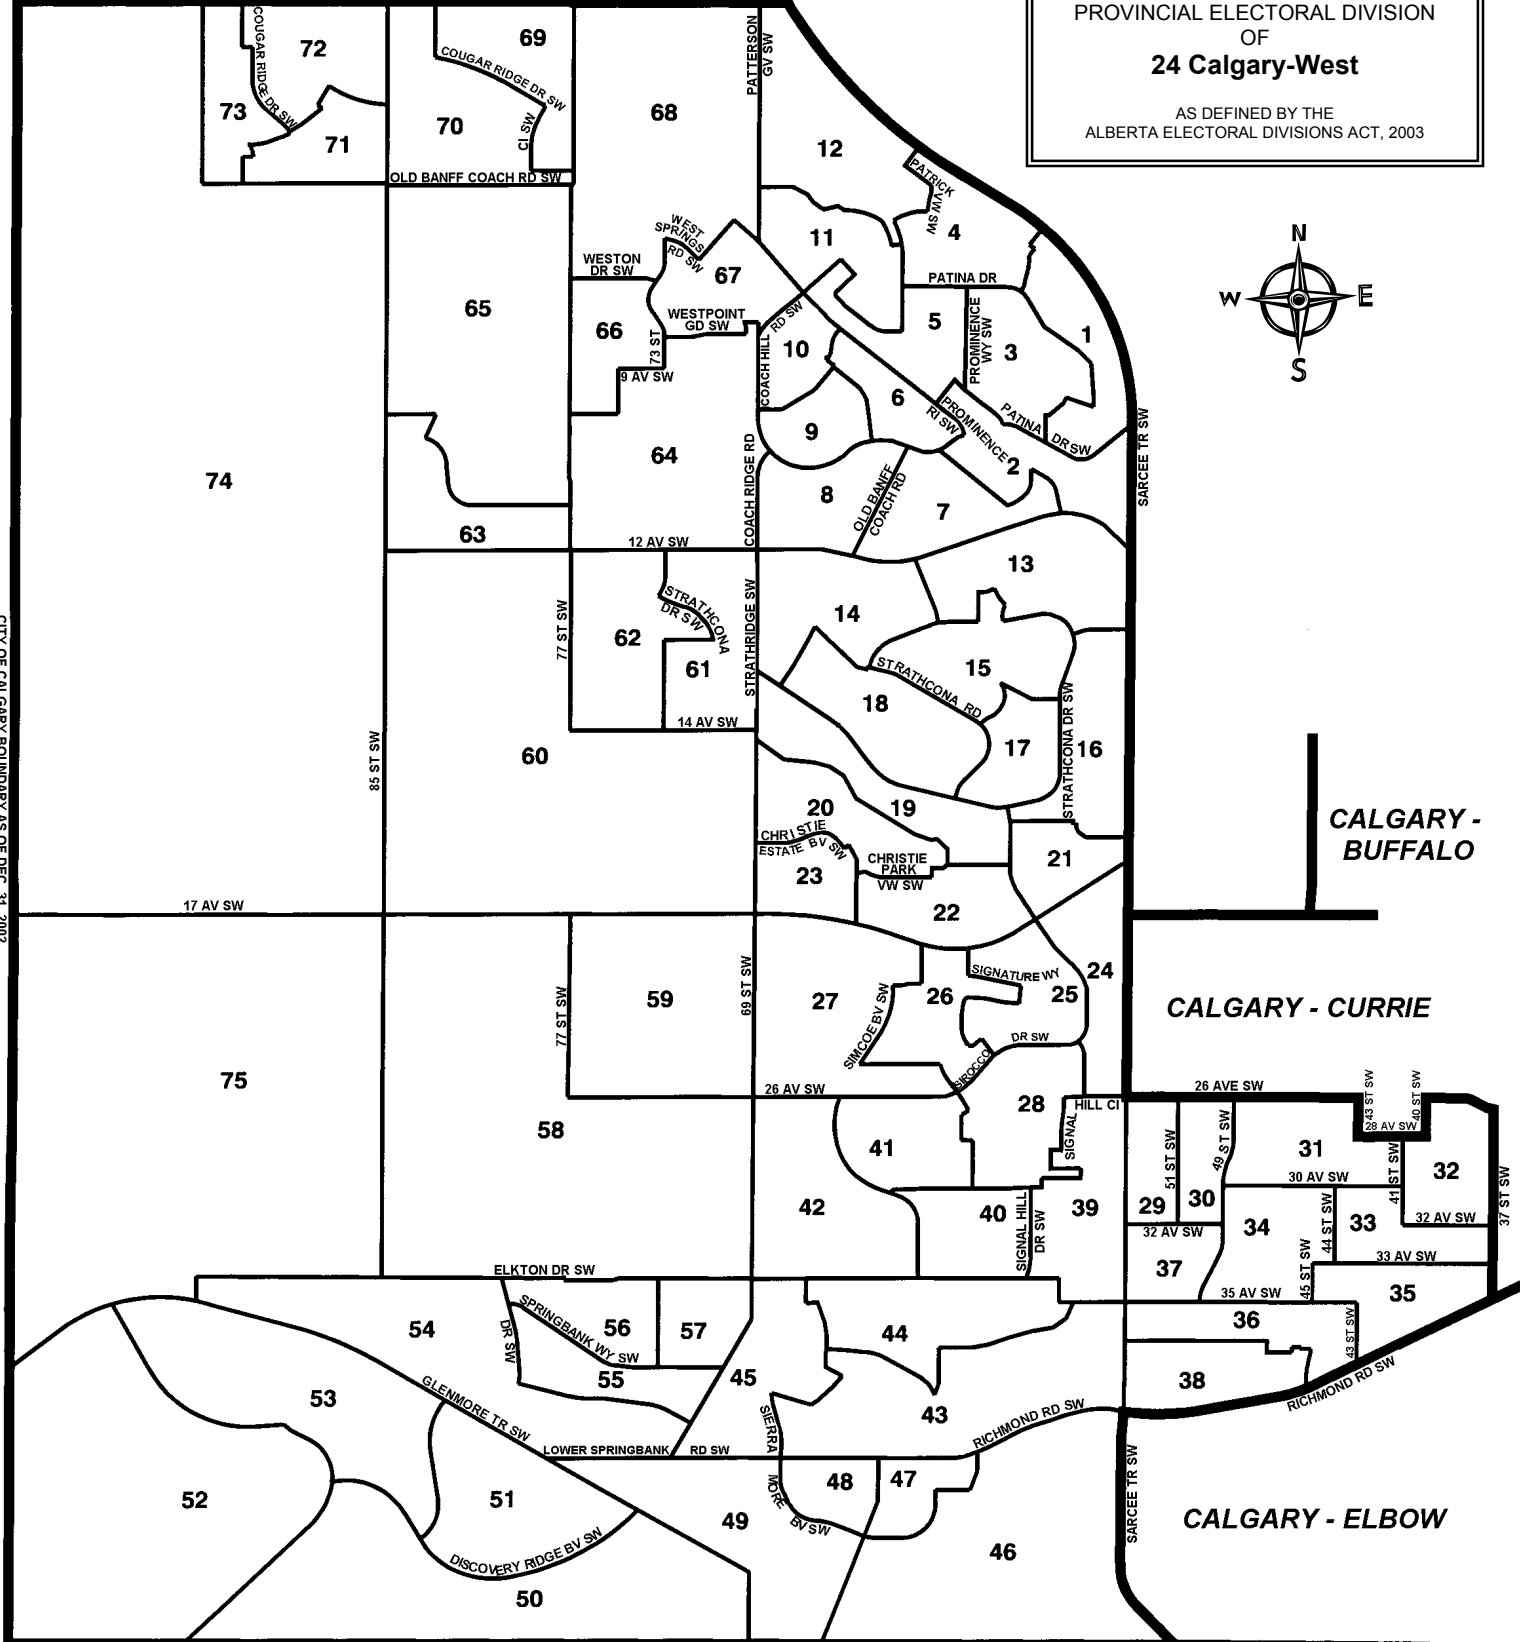 PROVINCIAL ELECTORAL DIVISION
OF
24 Calgary-West
AS DEFINED BY THE
ALBERTA ELECTORAL DIVISIONS ACT, 2003
N
W
E
S
CALGARY -
BUFFALO
CALGARY - CURRIE
CALGARY - ELBOW
CITY OF CALGARY BOUNDARY AS OF DEC. 31, 2002
COUGAR RIDGE DR SW
72
73
71
69
COUGAR RIDGE DR SW
70
CI SW
OLD BANFF COACH RD SW
68
PATTERSON
GV SW
12
PATRICK
VW SW
4
11
PATINA DR
WEST
SPRINGS
RD SW
67
WESTON
DR SW
65
66
WESTPOINT
GD SW
73 ST
9 AV SW
COACH HILL
RD SW
10
5
PROMINENCE
WY SW
3
1
6
PROMINENCE
RI SW
PATINA
DR SW
2
9
SARCEE TR SW
74
64
COACH RIDGE RD
8
OLD BANFF
COACH RD
7
63
12 AV SW
13
77 ST SW
62
STRATHCONA
DR SW
61
STRATHRIDGE SW
14
15
STRATHCONA RD
18
17
STRATHCONA DR SW
16
14 AV SW
85 ST SW
60
20
19
CHRISTIE
ESTATE BV SW
23
CHRISTIE
PARK
VW SW
21
22
17 AV SW
59
77 ST SW
69 ST SW
27
SIMCOE BV SW
26
SIGNATURE WY
25
24
SIROCCO
DR SW
75
26 AV SW
26 AVE SW
43 ST SW
40 ST SW
28 AV SW
58
28
HILL CI
SIGNAL
41
42
40
SIGNAL HILL
DR SW
39
51 ST SW
49 ST SW
29
30
31
30 AV SW
41 ST SW
32
37 ST SW
32 AV SW
32 AV SW
34
44 ST SW
33
33 AV SW
37
45 ST SW
35
35 AV SW
36
43 ST SW
38
RICHMOND RD SW
ELKTON DR SW
54
DR SW
SPRINGBANK WY SW
56
57
55
45
44
43
SIERRA
MORE
BV SW
RICHMOND RD SW
53
GLENMORE TR SW
LOWER SPRINGBANK RD SW
52
51
DISCOVERY RIDGE BV SW
50
49
48
47
46
SARCEE TR SW